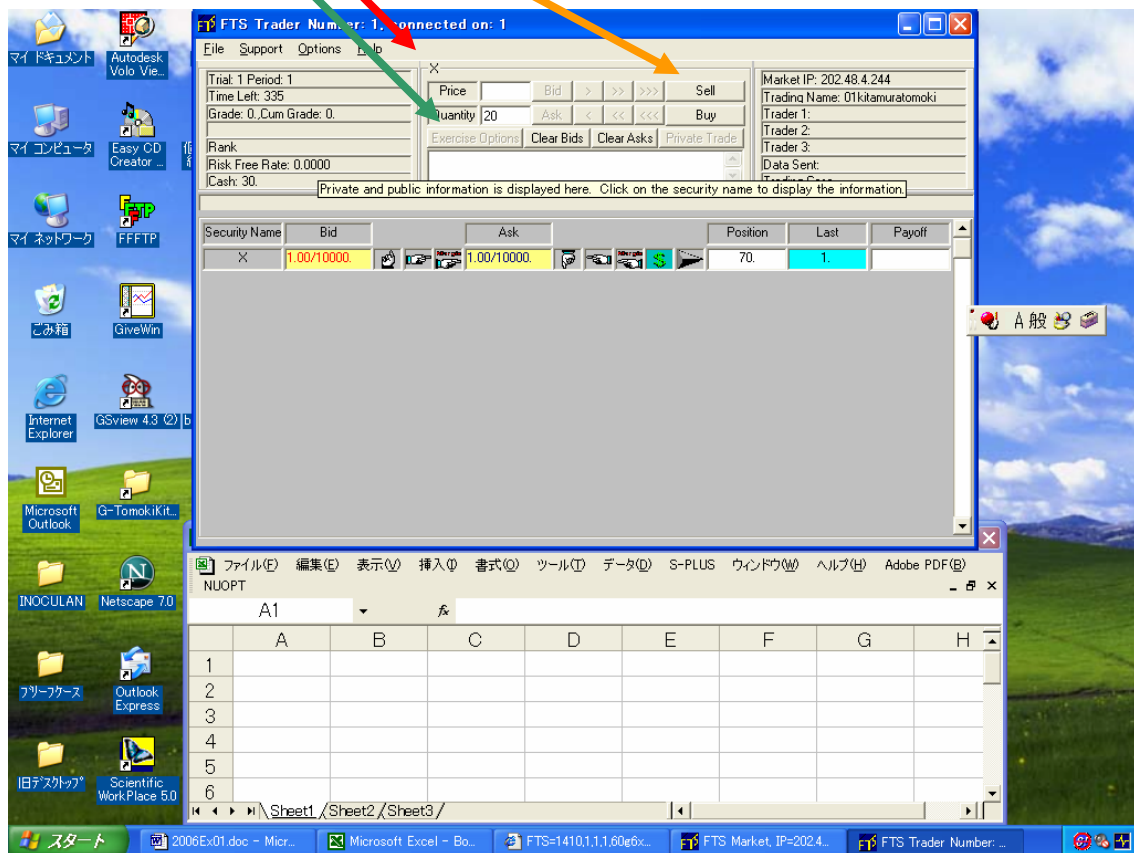 FTS Trader Number: 1, connected on: 1
File Support Options Help
Trial: 1 Period: 1
Time Left: 335
Grade: 0.,Cum Grade: 0.
Rank
Risk Free Rate: 0.0000
Cash: 30.
X
Price Bid > >> >>> Sell
Quantity 20 Ask < << <<< Buy
Exercise Options Clear Bids Clear Asks Private Trade
Market IP: 202.48.4.244
Trading Name: 01kitamuratomoki
Trader 1:
Trader 2:
Trader 3:
Data Sent:
Private and public information is displayed here. Click on the security name to display the information.
Security Name Bid Ask Position Last Payoff
X 1.00/10000. 1.00/10000. $ 70. 1.
マイ ドキュメント
Autodesk
Volo Vie...
マイ コンピュータ
Easy CD
Creator ...
マイ ネットワーク
FFFTP
ごみ箱
GiveWin
Internet
Explorer
GSview 4.3 (2)
Microsoft
Outlook
G-TomokiKit...
INOCULAN
Netscape 7.0
ブリーフケース
Outlook
Express
旧デスクトップ
Scientific
WorkPlace 5.0
A 般
ファイル(F) 編集(E) 表示(V) 挿入(I) 書式(O) ツール(T) データ(D) S-PLUS ウィンドウ(W) ヘルプ(H) Adobe PDF(B)
NUOPT
A1 fx
A B C D E F G H
1
2
3
4
5
6
Sheet1 Sheet2 Sheet3
スタート 2006Ex01.doc - Micr... Microsoft Excel - Bo... FTS=1410,1,1,1,60g6x... FTS Market, IP=202.4... FTS Trader Number: ...